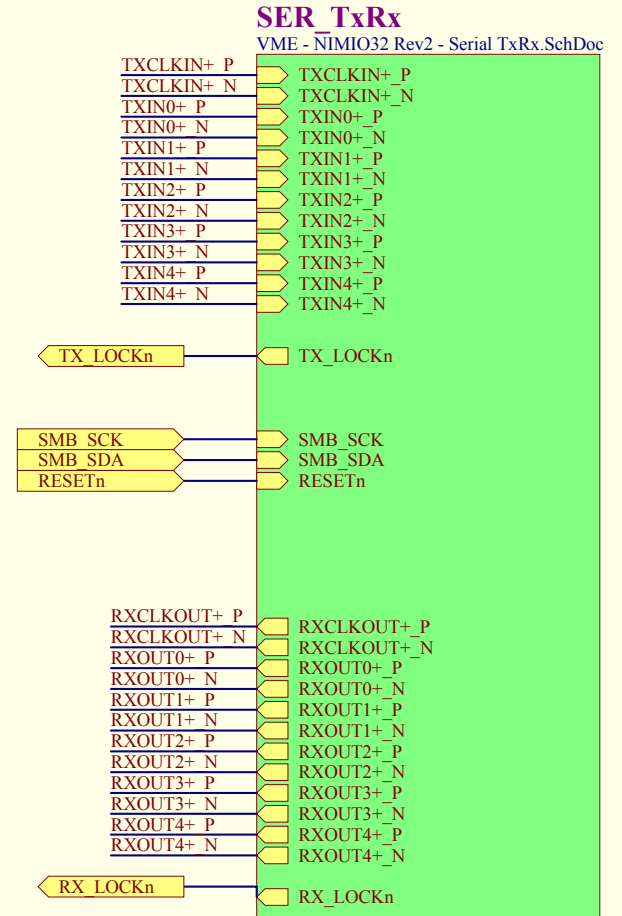 SER_TxRx
VME - NIMIO32 Rev2 - Serial TxRx.SchDoc
TXCLKIN+_P TXCLKIN+_P
TXCLKIN+_N TXCLKIN+_N
TXIN0+_P TXIN0+_P
TXIN0+_N TXIN0+_N
TXIN1+_P TXIN1+_P
TXIN1+_N TXIN1+_N
TXIN2+_P TXIN2+_P
TXIN2+_N TXIN2+_N
TXIN3+_P TXIN3+_P
TXIN3+_N TXIN3+_N
TXIN4+_P TXIN4+_P
TXIN4+_N TXIN4+_N
TX_LOCKn TX_LOCKn
SMB_SCK SMB_SCK
SMB_SDA SMB_SDA
RESETn RESETn
RXCLKOUT+_P RXCLKOUT+_P
RXCLKOUT+_N RXCLKOUT+_N
RXOUT0+_P RXOUT0+_P
RXOUT0+_N RXOUT0+_N
RXOUT1+_P RXOUT1+_P
RXOUT1+_N RXOUT1+_N
RXOUT2+_P RXOUT2+_P
RXOUT2+_N RXOUT2+_N
RXOUT3+_P RXOUT3+_P
RXOUT3+_N RXOUT3+_N
RXOUT4+_P RXOUT4+_P
RXOUT4+_N RXOUT4+_N
RX_LOCKn RX_LOCKn